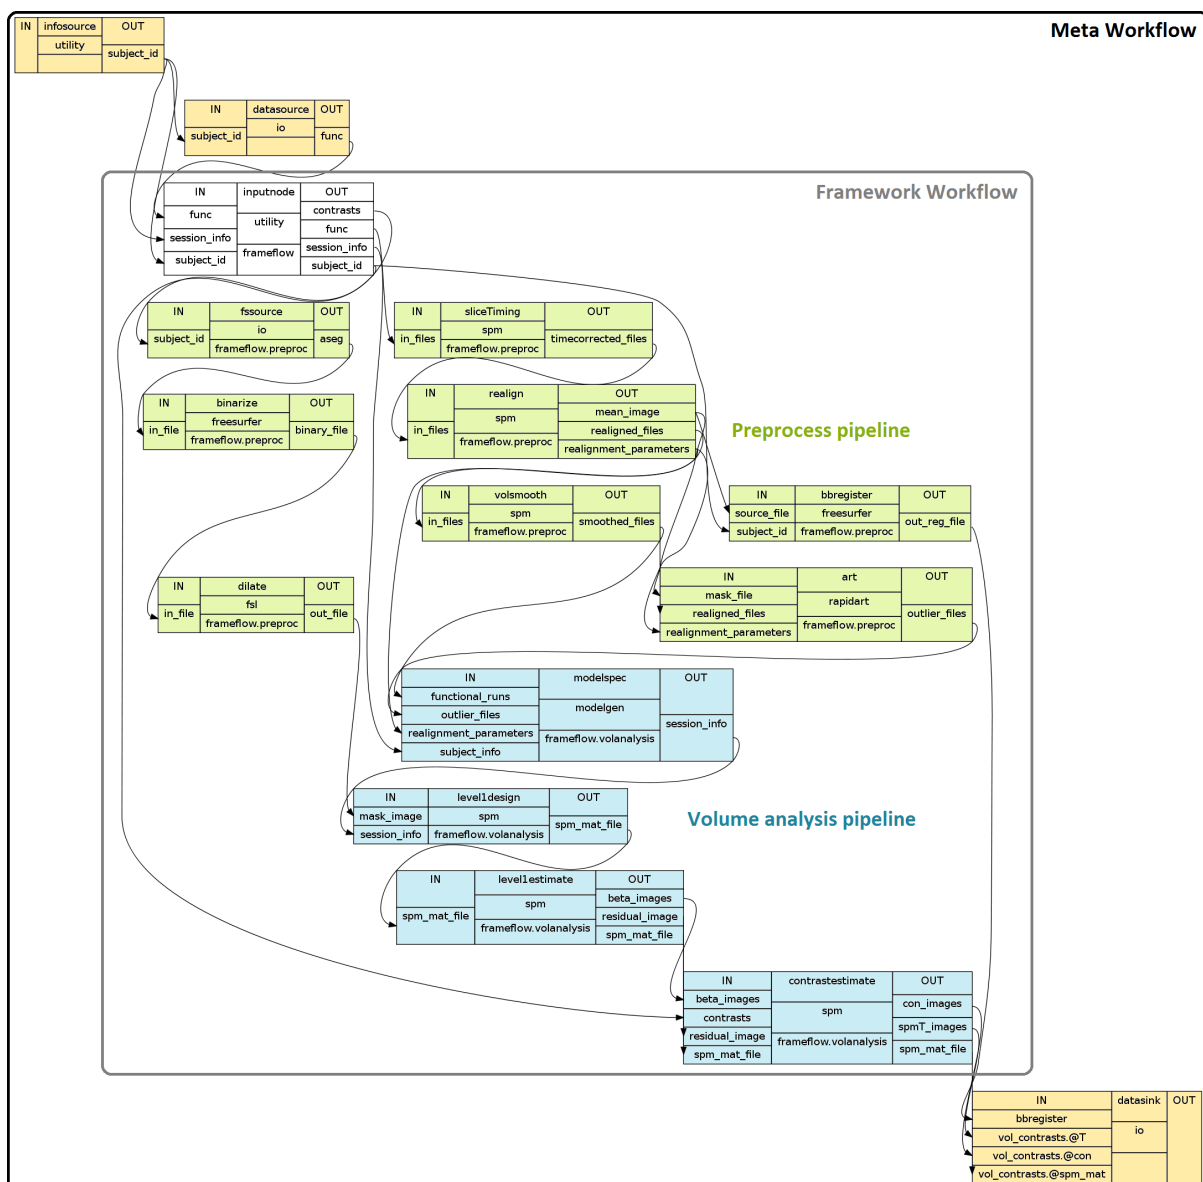 Meta Workflow
IN infosource OUT
utility subject_id
IN datasource OUT
subject_id io func
Framework Workflow
IN inputnode OUT
func utility contrasts
session_info frameflow func
subject_id session_info
subject_id
IN fssource OUT
subject_id io aseg
frameflow.preproc
IN sliceTiming OUT
in_files spm timecorrected_files
frameflow.preproc
IN realign OUT
in_files spm mean_image
frameflow.preproc realigned_files
realignment_parameters
IN binarize OUT
in_file freesurfer binary_file
frameflow.preproc
Preprocess pipeline
IN volsmooth OUT
in_files spm smoothed_files
frameflow.preproc
IN bbregister OUT
source_file freesurfer out_reg_file
subject_id frameflow.preproc
IN dilate OUT
in_file fsl out_file
frameflow.preproc
IN art OUT
mask_file rapidart outlier_files
realigned_files frameflow.preproc
realignment_parameters
IN modelspec OUT
functional_runs modelgen session_info
outlier_files frameflow.volanalysis
realignment_parameters
subject_info
IN level1design OUT
mask_image spm spm_mat_file
session_info frameflow.volanalysis
Volume analysis pipeline
IN level1estimate OUT
spm_mat_file spm beta_images
frameflow.volanalysis residual_image
spm_mat_file
IN contrastestimate OUT
beta_images spm con_images
contrasts frameflow.volanalysis spmT_images
residual_image spm_mat_file
spm_mat_file
IN datasink OUT
bbregister io
vol_contrasts.@T
vol_contrasts.@con
vol_contrasts.@spm_mat